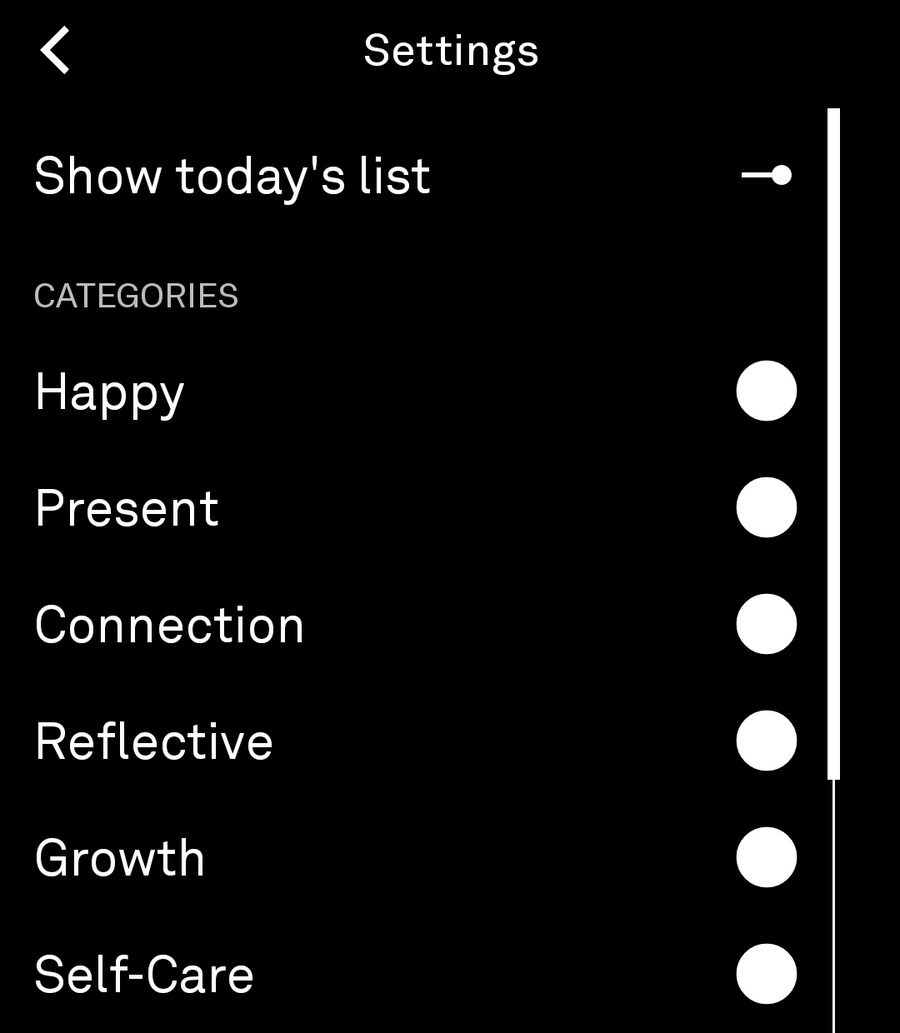 Settings
Show today's list
CATEGORIES
Happy
Present
Connection
Reflective
Growth
Self-Care